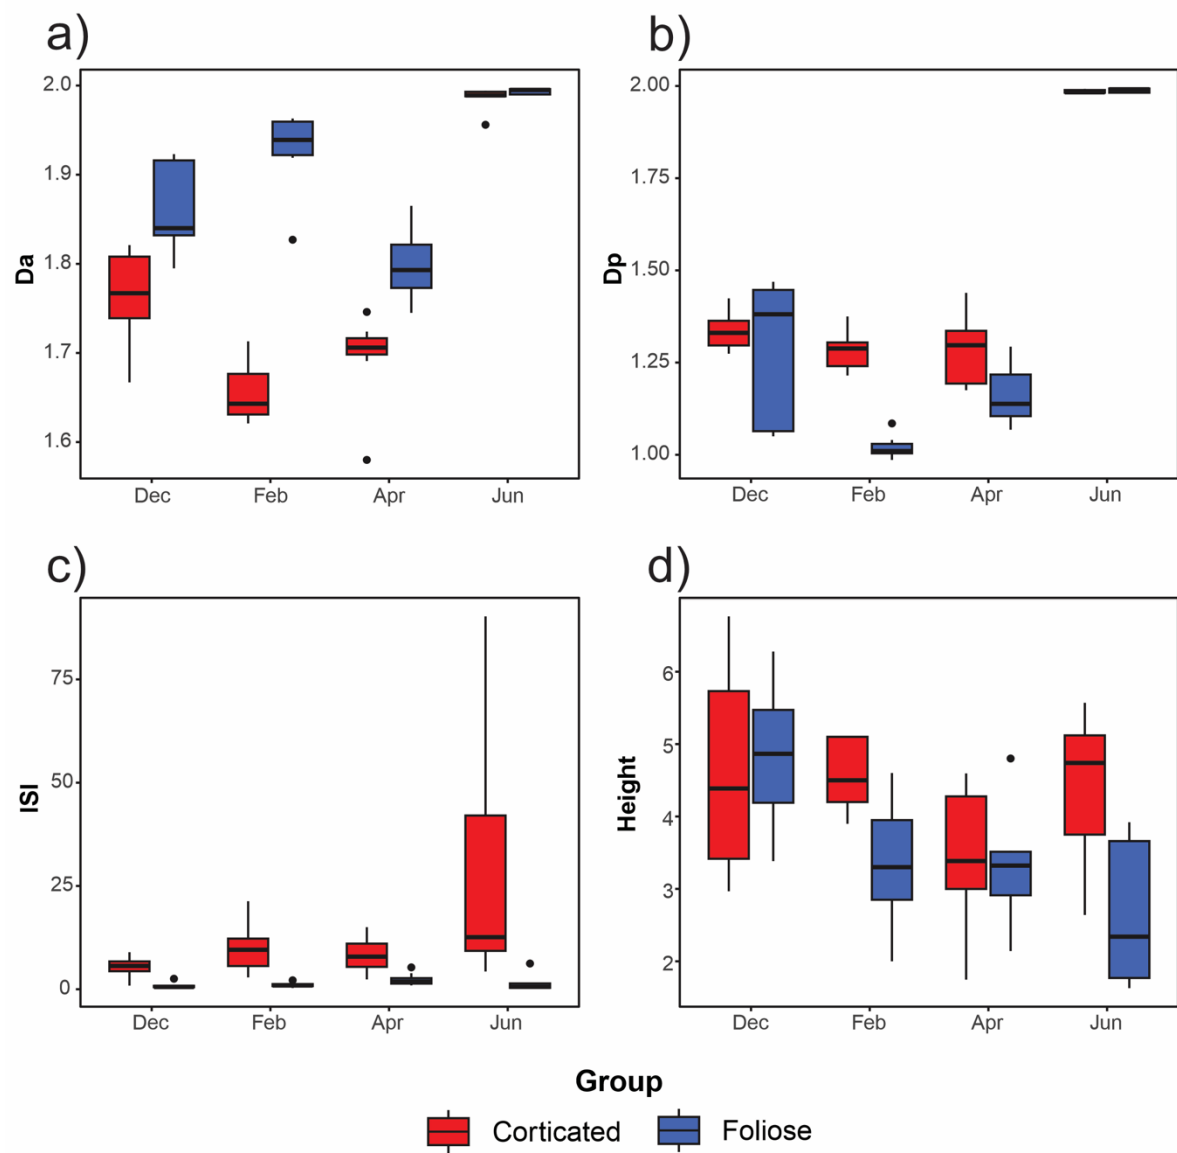 a)
2.0
1.9
1.8
1.7
1.6
Da
Dec Feb Apr Jun
b)
2.00
1.75
1.50
1.25
1.00
Dp
Dec Feb Apr Jun
c)
75
50
25
0
ISI
Dec Feb Apr Jun
d)
6
5
4
3
2
Height
Dec Feb Apr Jun
Group
Corticated Foliose